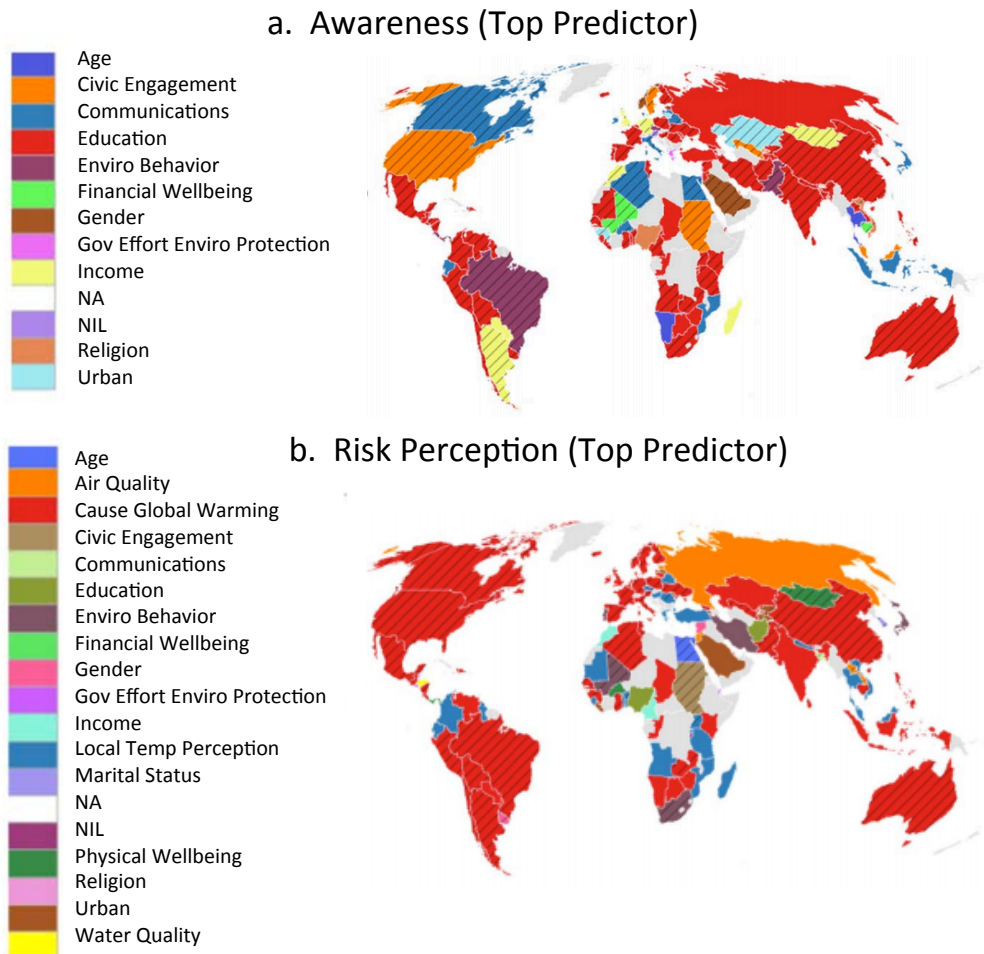 a. Awareness (Top Predictor)
Age
Civic Engagement
Communications
Education
Enviro Behavior
Financial Wellbeing
Gender
Gov Effort Enviro Protection
Income
NA
NIL
Religion
Urban
b. Risk Perception (Top Predictor)
Age
Air Quality
Cause Global Warming
Civic Engagement
Communications
Education
Enviro Behavior
Financial Wellbeing
Gender
Gov Effort Enviro Protection
Income
Local Temp Perception
Marital Status
NA
NIL
Physical Wellbeing
Religion
Urban
Water Quality